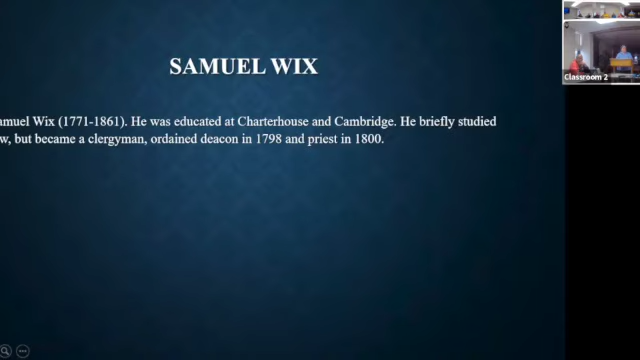 SAMUEL WIX
amuel Wix (1771-1861). He was educated at Charterhouse and Cambridge. He briefly studied
w, but became a clergyman, ordained deacon in 1798 and priest in 1800.
Classroom 2